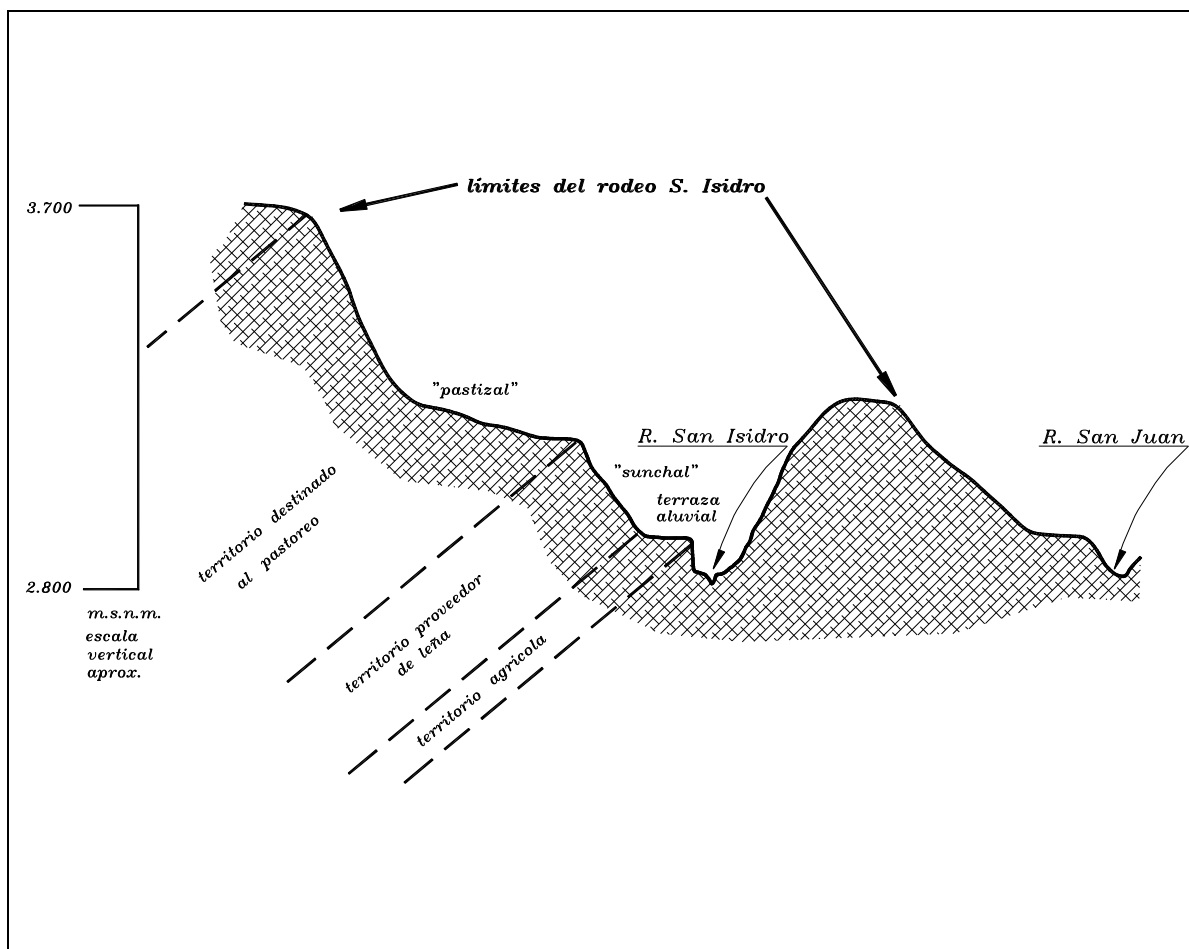 límites del rodeo S. Isidro
3.700
"pastizal"
R. San Isidro
R. San Juan
"sunchal"
terraza
aluvial
territorio destinado
al pastoreo
2.800
m.s.n.m.
escala
vertical
aprox.
territorio proveedor
de leña
territorio agricola